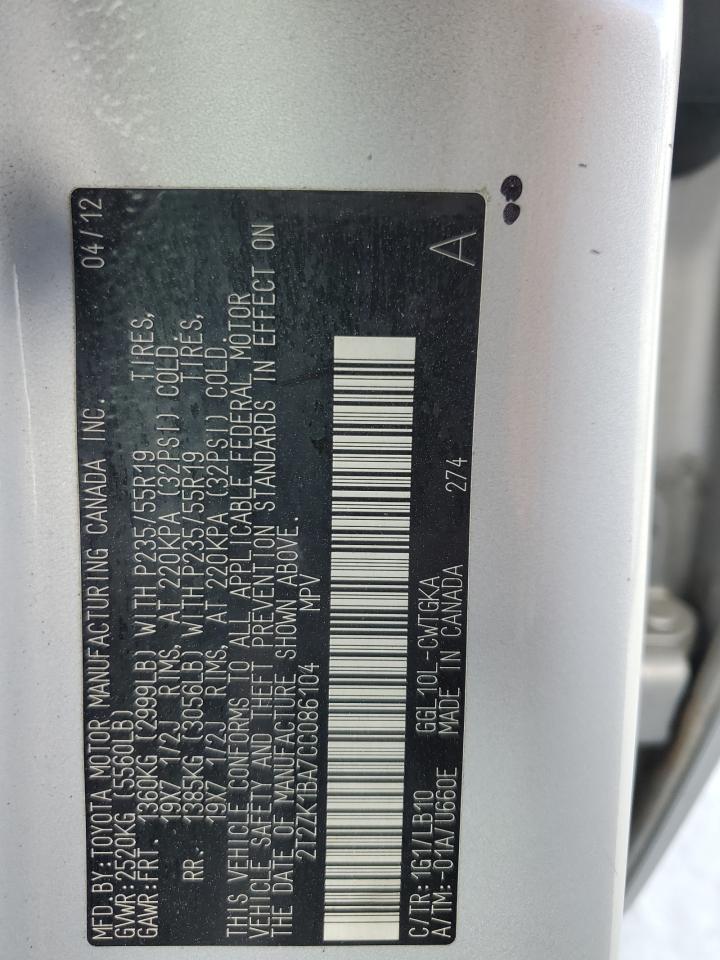 MFD.BY:TOYOTA MOTOR MANUFACTURING CANADA INC. 04/12
GVWR:2520KG (5560LB)
GAWR:FRT. 1360KG (2999LB) WITH P235/55R19 TIRES,
19X7 1/2J RIMS, AT 220KPA (32PSI) COLD.
RR. 1385KG (3056LB) WITH P235/55R19 TIRES,
19X7 1/2J RIMS, AT 220KPA (32PSI) COLD.
THIS VEHICLE CONFORMS TO ALL APPLICABLE FEDERAL MOTOR
VEHICLE SAFETY AND THEFT PREVENTION STANDARDS IN EFFECT ON
THE DATE OF MANUFACTURE SHOWN ABOVE.
2T2ZK1BA7CC086104 MPV
A
C/TR:1G1/LB10 GGL10L-CWTGKA
A/TM:-01A/U660E MADE IN CANADA 274